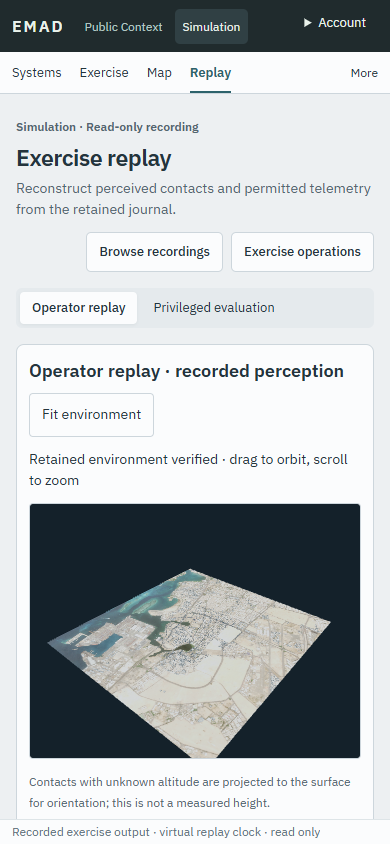 EMAD Public Context Simulation ▶ Account
Systems Exercise Map Replay More
Simulation · Read-only recording
Exercise replay
Reconstruct perceived contacts and permitted telemetry
from the retained journal.
Browse recordings Exercise operations
Operator replay Privileged evaluation
Operator replay · recorded perception
Fit environment
Retained environment verified · drag to orbit, scroll
to zoom
Contacts with unknown altitude are projected to the surface
for orientation; this is not a measured height.
Recorded exercise output · virtual replay clock · read only